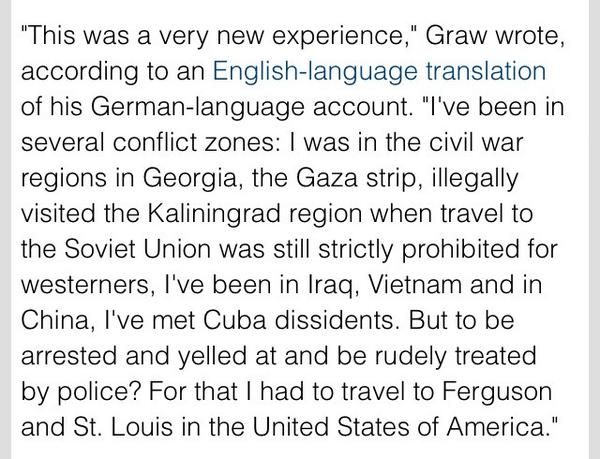 "This was a very new experience," Graw wrote,
according to an English-language translation
of his German-language account. "I've been in
several conflict zones: I was in the civil war
regions in Georgia, the Gaza strip, illegally
visited the Kaliningrad region when travel to
the Soviet Union was still strictly prohibited for
westerners, I've been in Iraq, Vietnam and in
China, I've met Cuba dissidents. But to be
arrested and yelled at and be rudely treated
by police? For that I had to travel to Ferguson
and St. Louis in the United States of America."